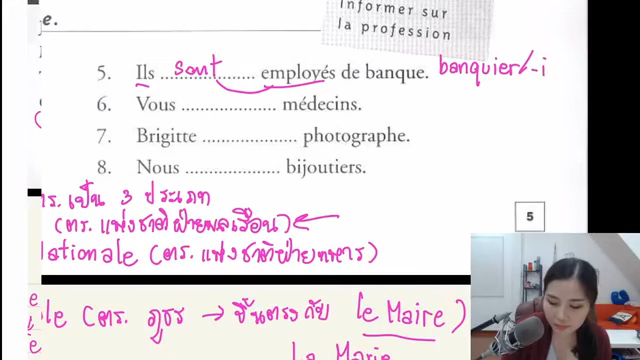 e.
Informer sur
la profession
5. Ils ...sont......... employés de banque. banquier/-i
6. Vous .................... médecins.
7. Brigitte .................... photographe.
8. Nous .................... bijoutiers.
เป็น 3 ประเภท
(ตร. แห่งชาติฝ่ายพลเรือน) ←
ationale (ตร. แห่งชาติฝ่ายทหาร)
5
le (ตร. ภูธร → ขึ้นตรงกับ le Maire)
la Marie